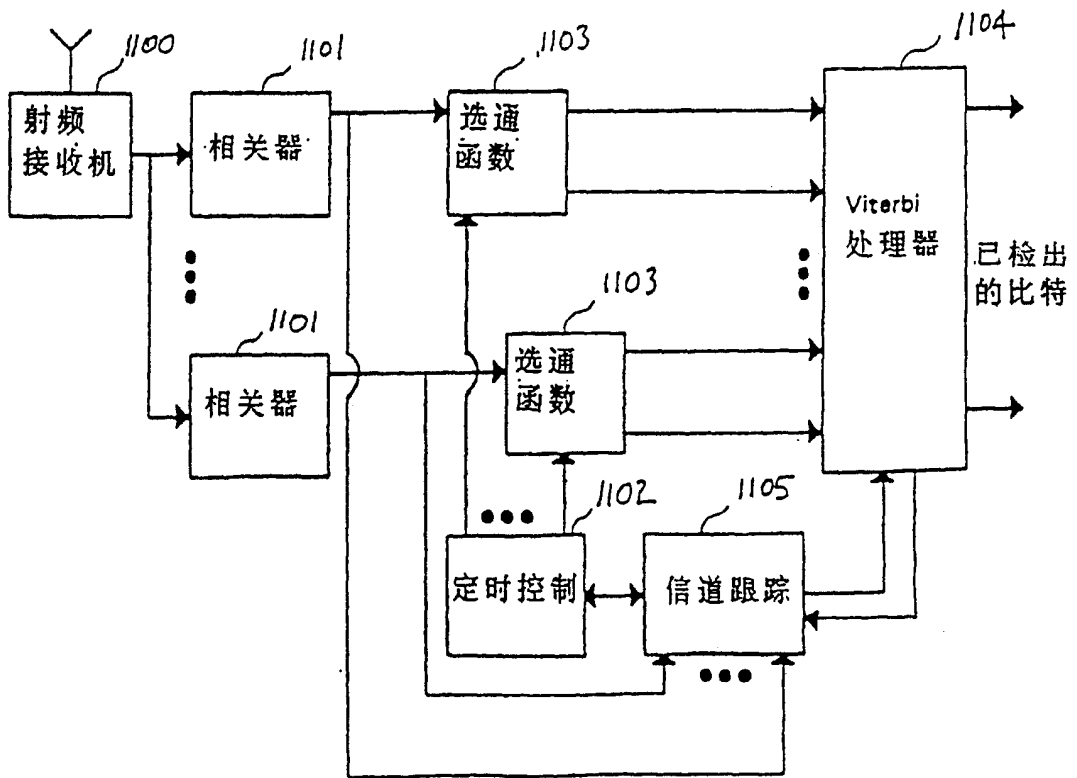 1100
射频
接收机
1101
相关器
1103
选通
函数
1104
Viterbi
处理器
已检出
的比特
1101
相关器
1103
选通
函数
1102
定时控制
1105
信道跟踪